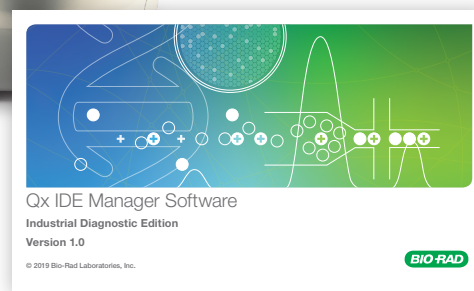 Qx IDE Manager Software
Industrial Diagnostic Edition
Version 1.0
© 2019 Bio-Rad Laboratories, Inc.
BIO-RAD